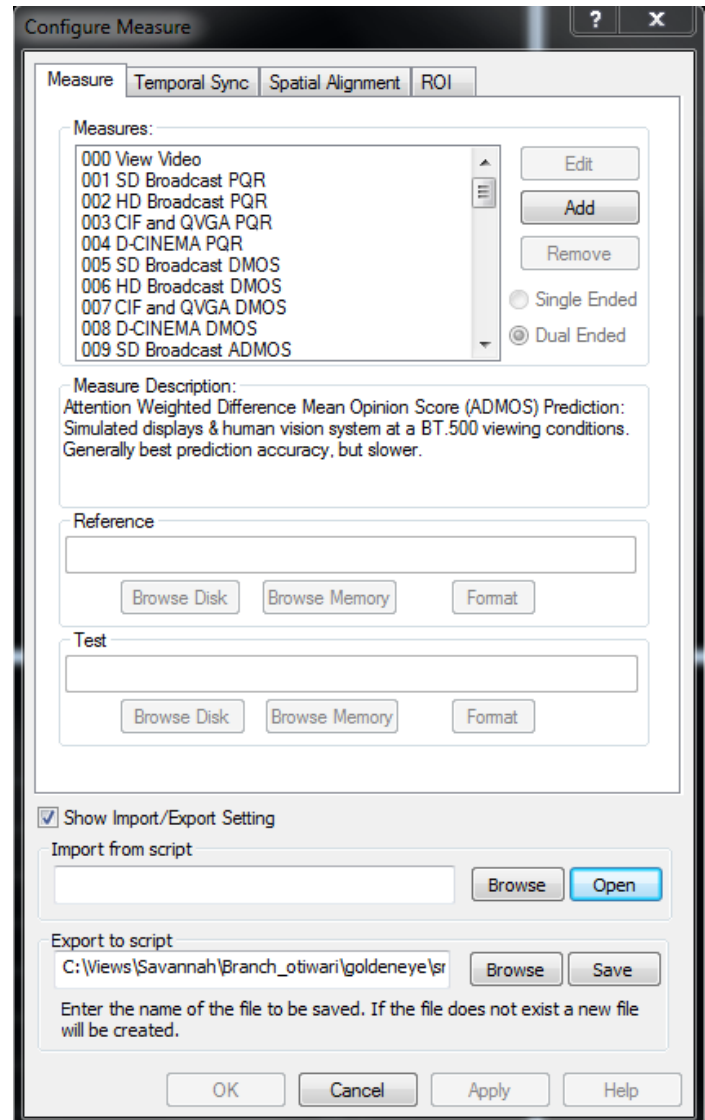 Configure Measure
? x
Measure Temporal Sync Spatial Alignment ROI
Measures:
000 View Video
001 SD Broadcast PQR
002 HD Broadcast PQR
003 CIF and QVGA PQR
004 D-CINEMA PQR
005 SD Broadcast DMOS
006 HD Broadcast DMOS
007 CIF and QVGA DMOS
008 D-CINEMA DMOS
009 SD Broadcast ADMOS
Edit
Add
Remove
Single Ended
Dual Ended
Measure Description:
Attention Weighted Difference Mean Opinion Score (ADMOS) Prediction:
Simulated displays & human vision system at a BT.500 viewing conditions.
Generally best prediction accuracy, but slower.
Reference
Browse Disk Browse Memory Format
Test
Browse Disk Browse Memory Format
Show Import/Export Setting
Import from script
Browse Open
Export to script
C:\Views\Savannah\Branch_otiwari\goldeneye\sr Browse Save
Enter the name of the file to be saved. If the file does not exist a new file
will be created.
OK Cancel Apply Help